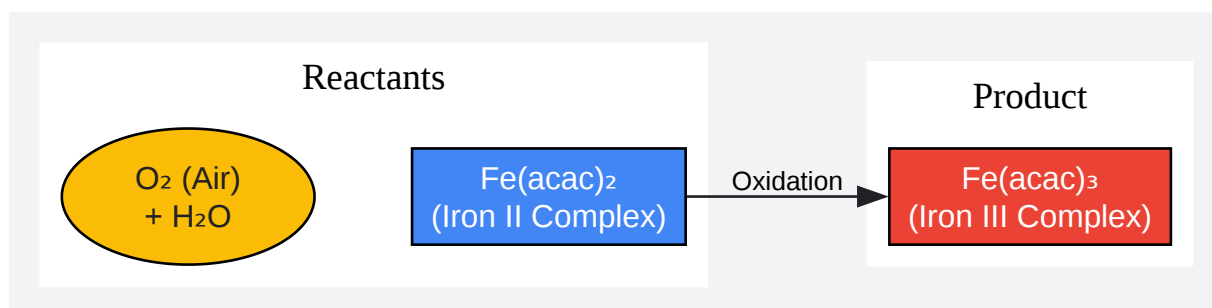 Reactants
O₂ (Air)
+ H₂O
Fe(acac)₂
(Iron II Complex)
Oxidation
Product
Fe(acac)₃
(Iron III Complex)